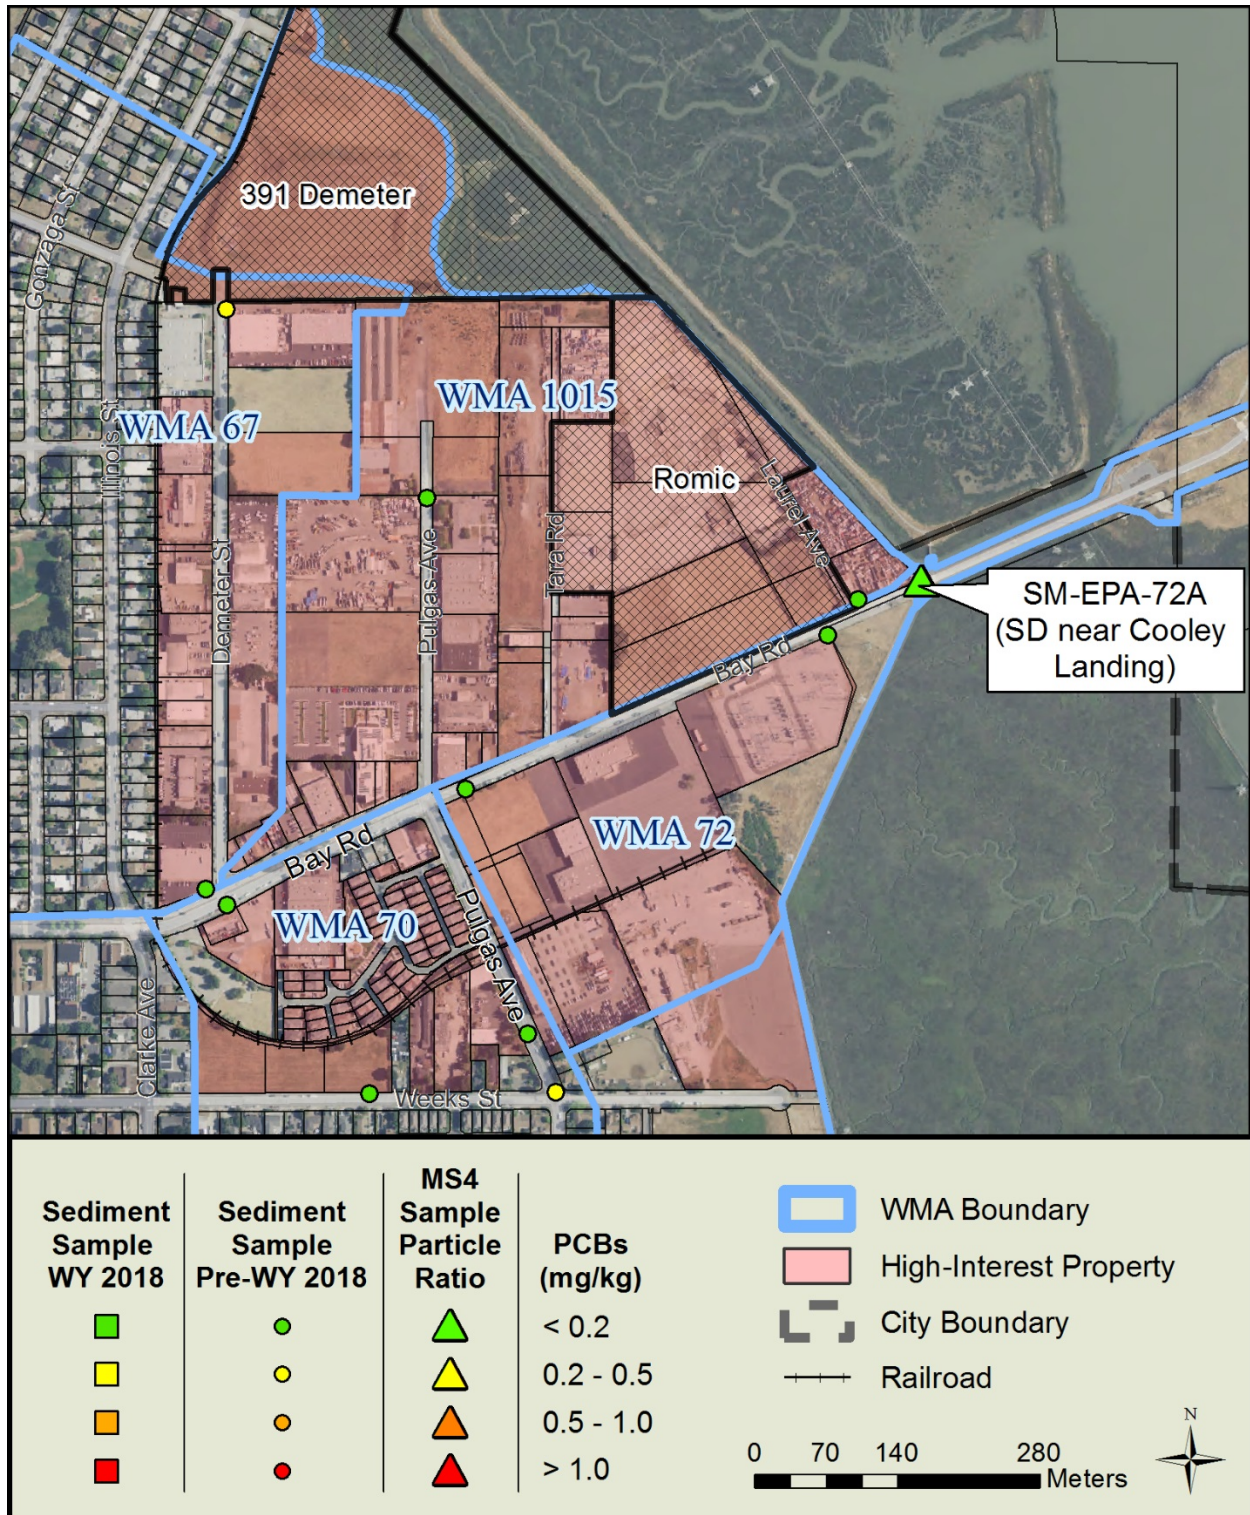 391 Demeter
Gonzaga St
WMA 1015
WMA 67
Illinois St
Romic
Laurel Ave
Tara Rd
Pulgas Ave
Demeter St
SM-EPA-72A
(SD near Cooley
Landing)
Bay Rd
WMA 72
Bay Rd
WMA 70
Pulgas Ave
Clarke Ave
Weeks St
Sediment
Sample
WY 2018
Sediment
Sample
Pre-WY 2018
MS4
Sample
Particle
Ratio
PCBs
(mg/kg)
< 0.2
0.2 - 0.5
0.5 - 1.0
> 1.0
WMA Boundary
High-Interest Property
City Boundary
Railroad
N
0 70 140 280
Meters